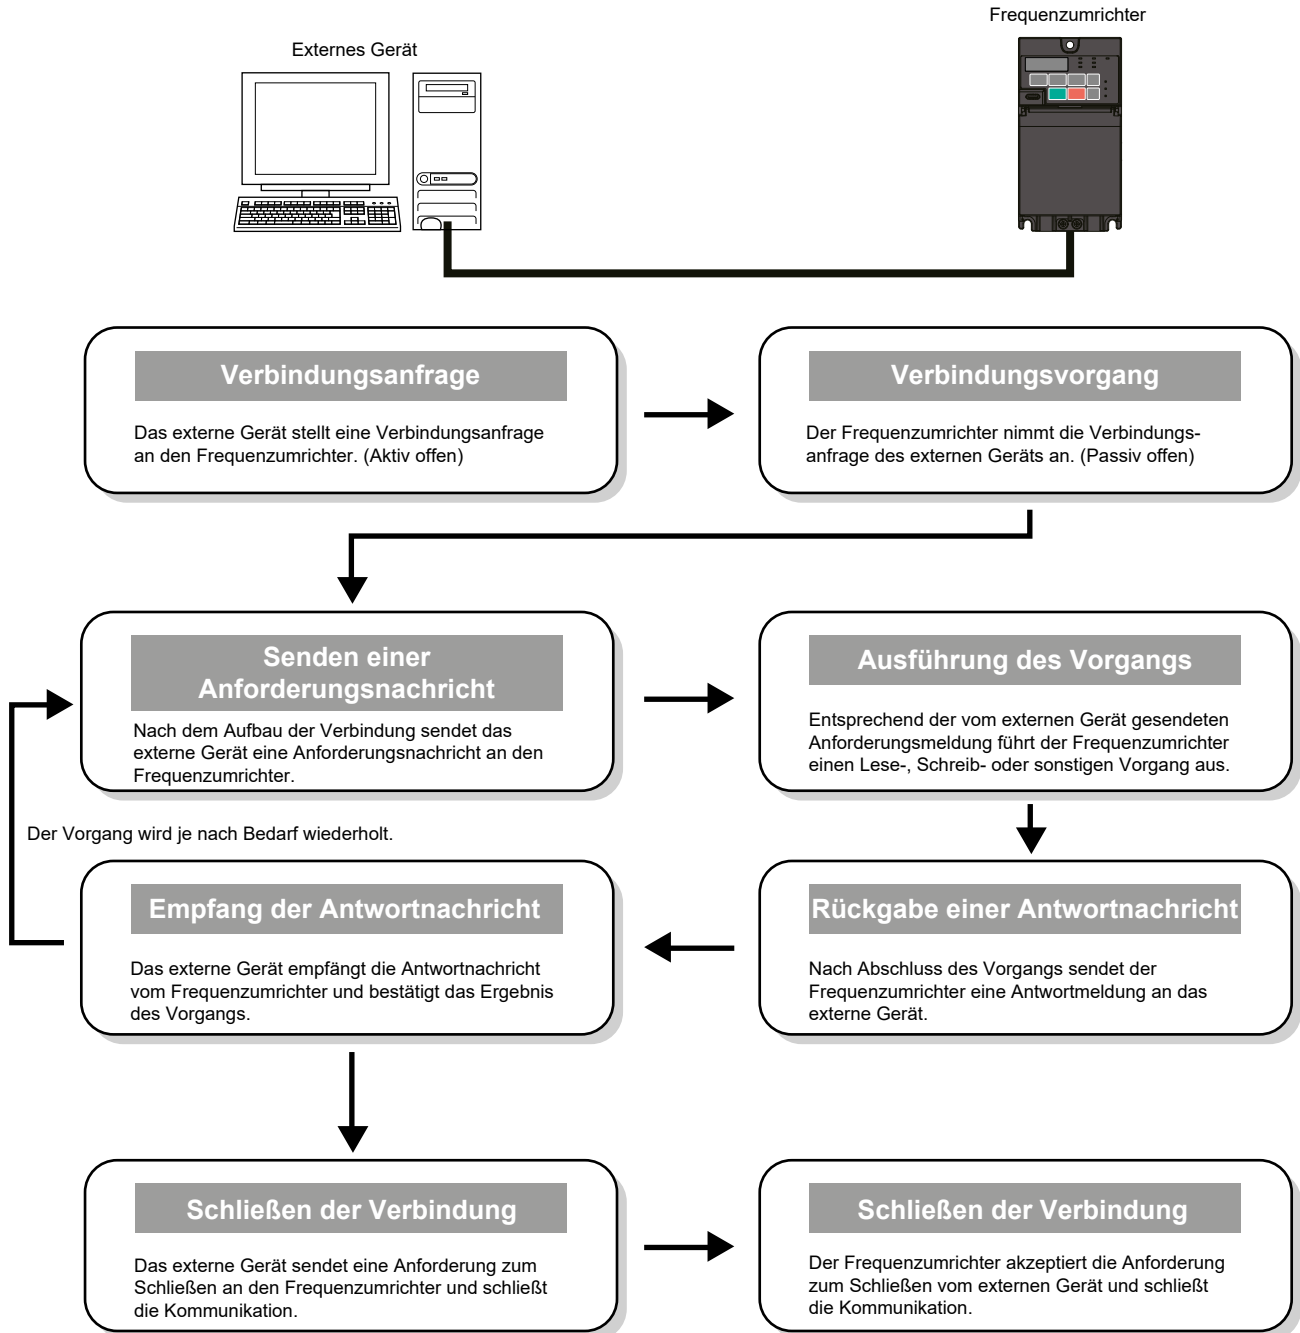 Frequenzumrichter
Externes Gerät
Verbindungsanfrage
Das externe Gerät stellt eine Verbindungsanfrage
an den Frequenzumrichter. (Aktiv offen)
Verbindungsvorgang
Der Frequenzumrichter nimmt die Verbindungs-
anfrage des externen Geräts an. (Passiv offen)
Senden einer
Anforderungsnachricht
Nach dem Aufbau der Verbindung sendet das
externe Gerät eine Anforderungsnachricht an den
Frequenzumrichter.
Ausführung des Vorgangs
Entsprechend der vom externen Gerät gesendeten
Anforderungsmeldung führt der Frequenzumrichter
einen Lese-, Schreib- oder sonstigen Vorgang aus.
Der Vorgang wird je nach Bedarf wiederholt.
Empfang der Antwortnachricht
Das externe Gerät empfängt die Antwortnachricht
vom Frequenzumrichter und bestätigt das Ergebnis
des Vorgangs.
Rückgabe einer Antwortnachricht
Nach Abschluss des Vorgangs sendet der
Frequenzumrichter eine Antwortmeldung an das
externe Gerät.
Schließen der Verbindung
Das externe Gerät sendet eine Anforderung zum
Schließen an den Frequenzumrichter und schließt
die Kommunikation.
Schließen der Verbindung
Der Frequenzumrichter akzeptiert die Anforderung
zum Schließen vom externen Gerät und schließt
die Kommunikation.